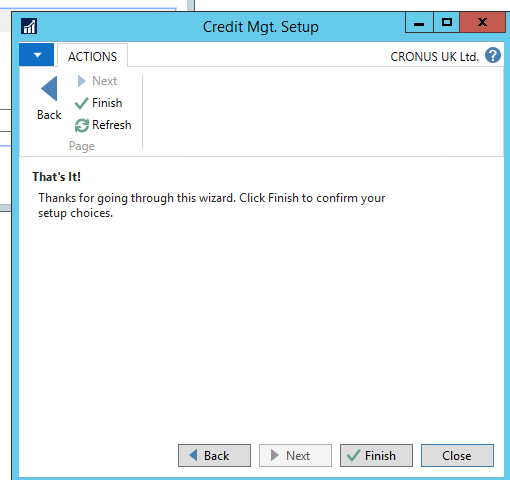 Credit Mgt. Setup
ACTIONS
CRONUS UK Ltd.
?
Back
Next
Finish
Refresh
Page
That's It!
Thanks for going through this wizard. Click Finish to confirm your
setup choices.
Back
Next
Finish
Close